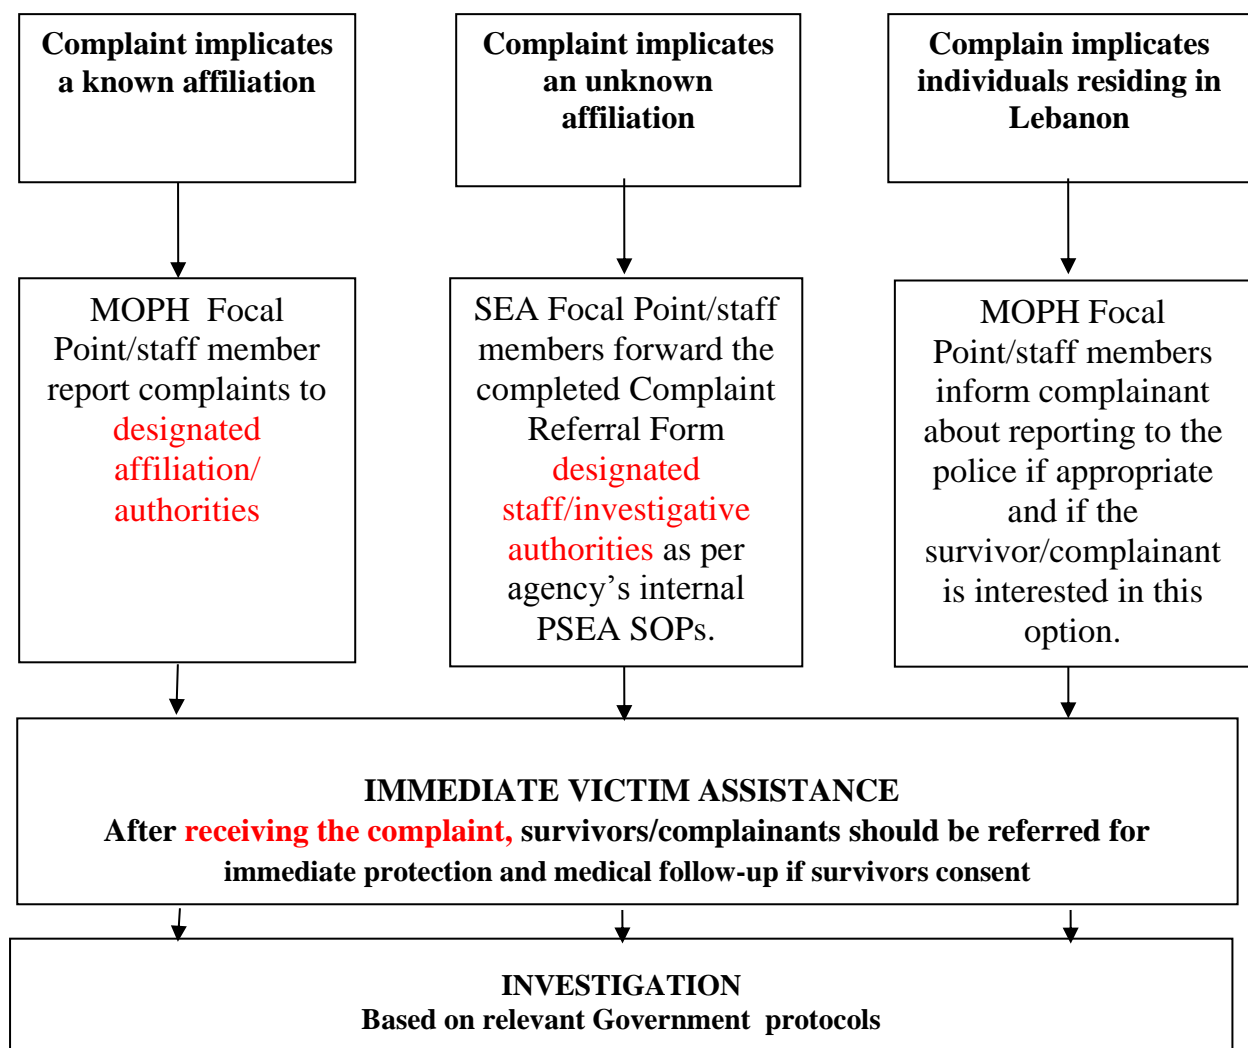 Complaint implicates
a known affiliation
Complaint implicates
an unknown
affiliation
Complain implicates
individuals residing in
Lebanon
MOPH Focal
Point/staff member
report complaints to
designated
affiliation/
authorities
SEA Focal Point/staff
members forward the
completed Complaint
Referral Form
designated
staff/investigative
authorities as per
agency’s internal
PSEA SOPs.
MOPH Focal
Point/staff members
inform complainant
about reporting to the
police if appropriate
and if the
survivor/complainant
is interested in this
option.
IMMEDIATE VICTIM ASSISTANCE
After receiving the complaint, survivors/complainants should be referred for
immediate protection and medical follow-up if survivors consent
INVESTIGATION
Based on relevant Government protocols